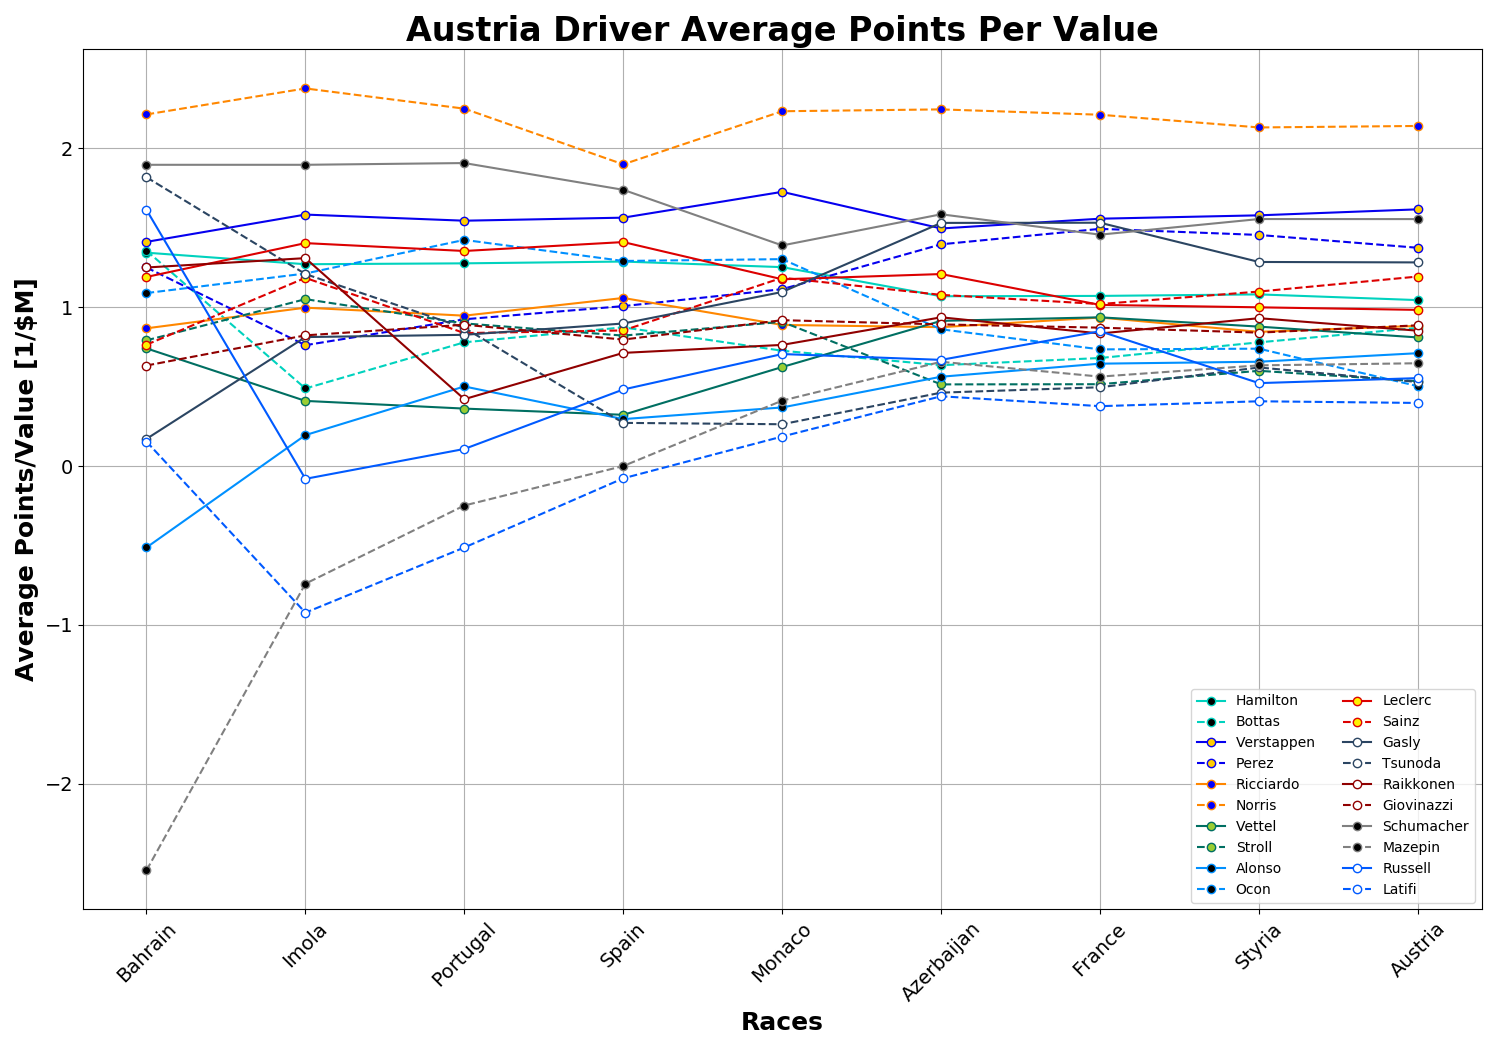 Austria Driver Average Points Per Value
Average Points/Value [1/$M]
2
1
0
−1
−2
Hamilton
Bottas
Verstappen
Perez
Ricciardo
Norris
Vettel
Stroll
Alonso
Ocon
Leclerc
Sainz
Gasly
Tsunoda
Raikkonen
Giovinazzi
Schumacher
Mazepin
Russell
Latifi
Bahrain
Imola
Portugal
Spain
Monaco
Azerbaijan
France
Styria
Austria
Races